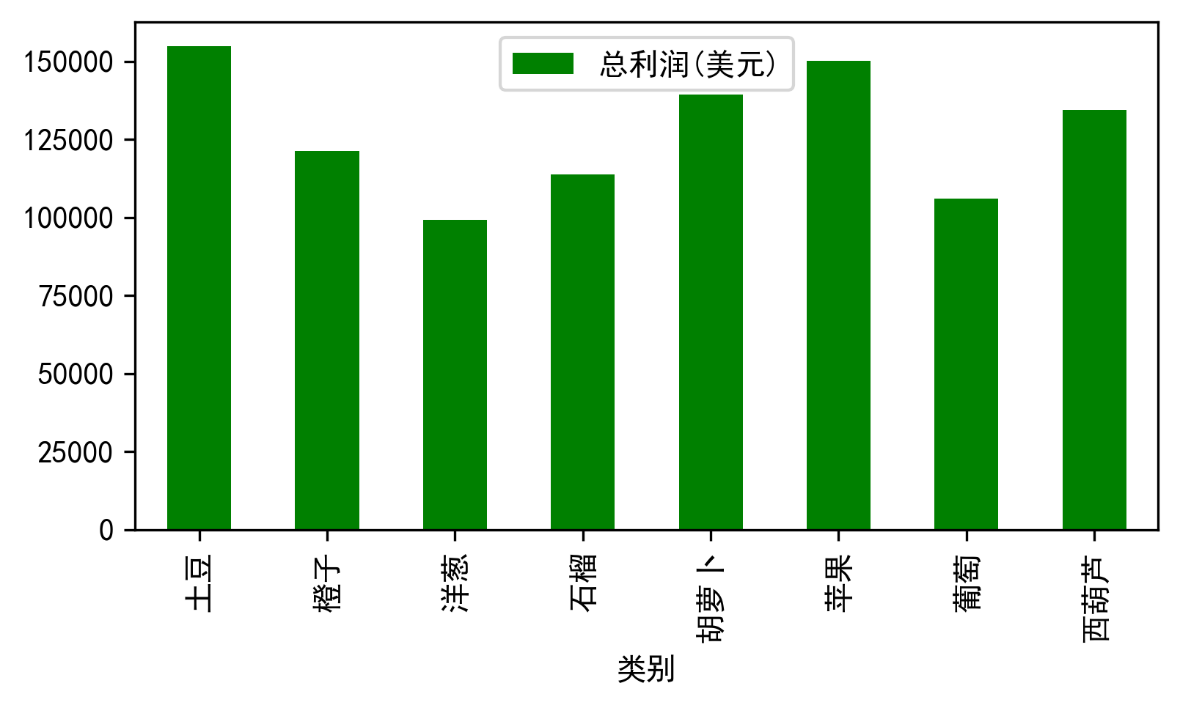 总利润(美元)
150000
125000
100000
75000
50000
25000
0
土豆
橙子
洋葱
石榴
胡萝卜
苹果
葡萄
西葫芦
类别